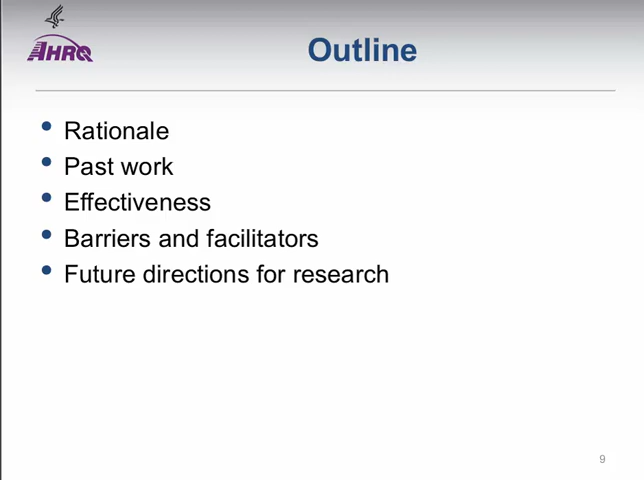 AHRQ
Outline
• Rationale
• Past work
• Effectiveness
• Barriers and facilitators
• Future directions for research
9